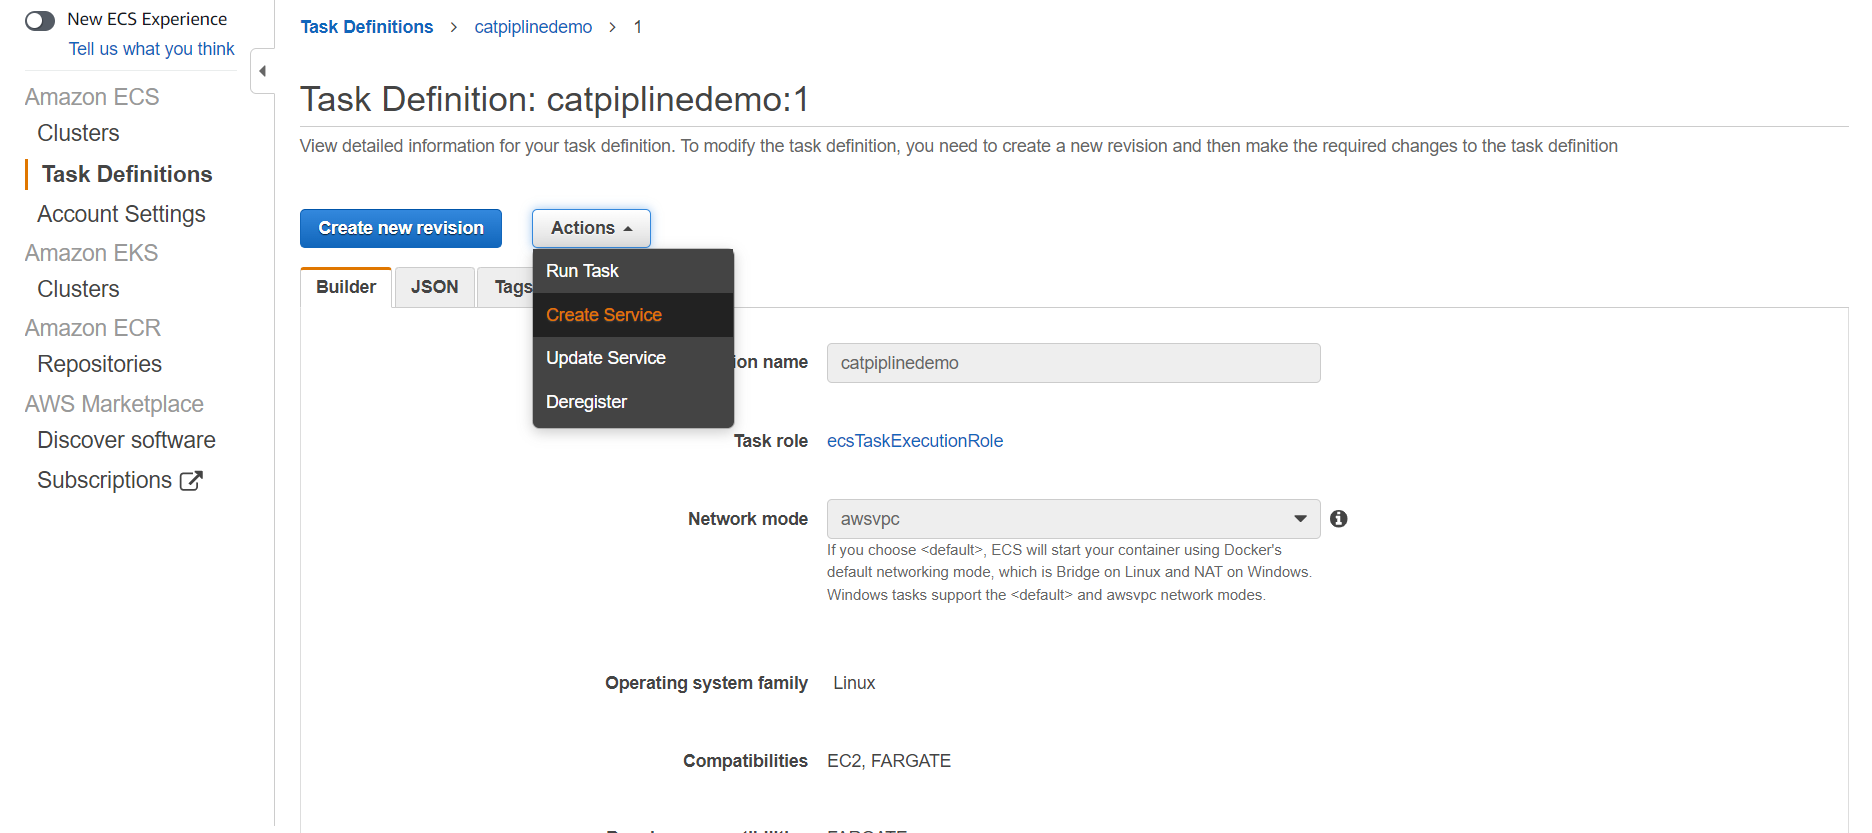 New ECS Experience
Tell us what you think
Amazon ECS
Clusters
Task Definitions
Account Settings
Amazon EKS
Clusters
Amazon ECR
Repositories
AWS Marketplace
Discover software
Subscriptions
Task Definitions > catpiplinedemo > 1
Task Definition: catpiplinedemo:1
View detailed information for your task definition. To modify the task definition, you need to create a new revision and then make the required changes to the task definition
Create new revision
Actions
Run Task
Create Service
Update Service
Deregister
Builder
JSON
Tags
ion name catpiplinedemo
Task role ecsTaskExecutionRole
Network mode awsvpc
If you choose <default>, ECS will start your container using Docker's
default networking mode, which is Bridge on Linux and NAT on Windows.
Windows tasks support the <default> and awsvpc network modes.
Operating system family Linux
Compatibilities EC2, FARGATE